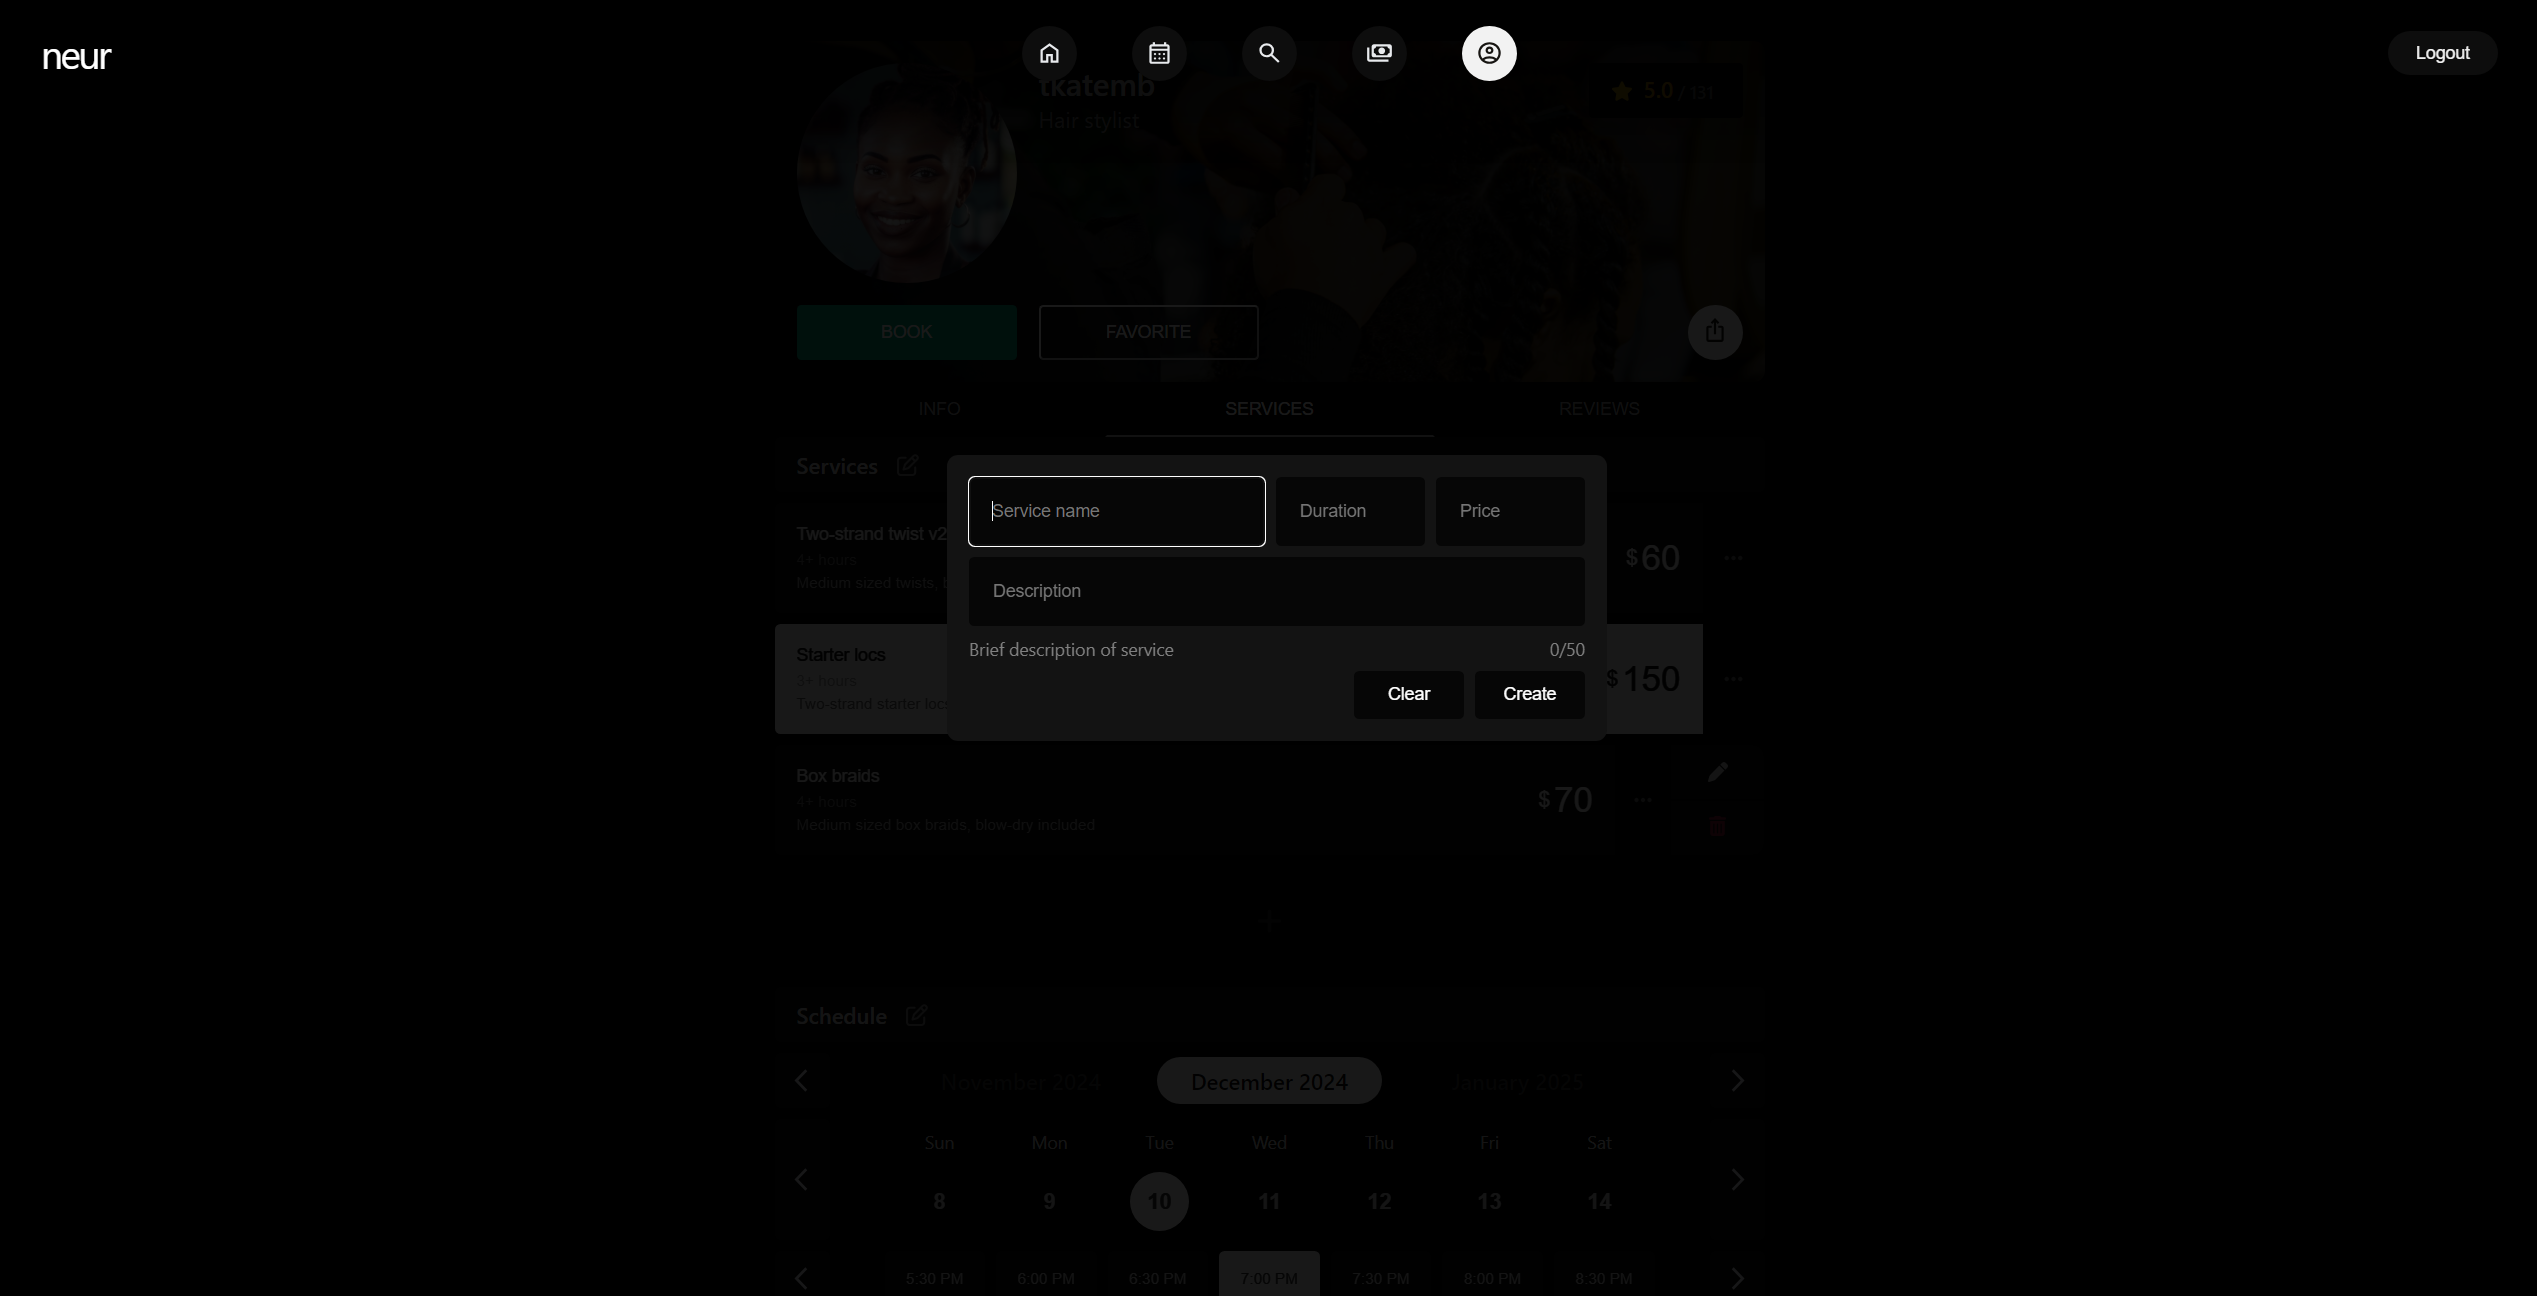 neur
Logout
tkatemb
5.0 / 131
Hair stylist
BOOK
FAVORITE
INFO
SERVICES
REVIEWS
Services
Service name
Duration
Price
Two-strand twist v2
4+ hours
Medium sized twists, b
$60
Description
Brief description of service
0/50
Starter locs
3+ hours
Two-strand starter locs
$150
Clear
Create
Box braids
4+ hours
Medium sized box braids, blow-dry included
$70
Schedule
November 2024
December 2024
January 2025
Sun
Mon
Tue
Wed
Thu
Fri
Sat
8
9
10
11
12
13
14
5:30 PM
6:00 PM
6:30 PM
7:00 PM
7:30 PM
8:00 PM
8:30 PM